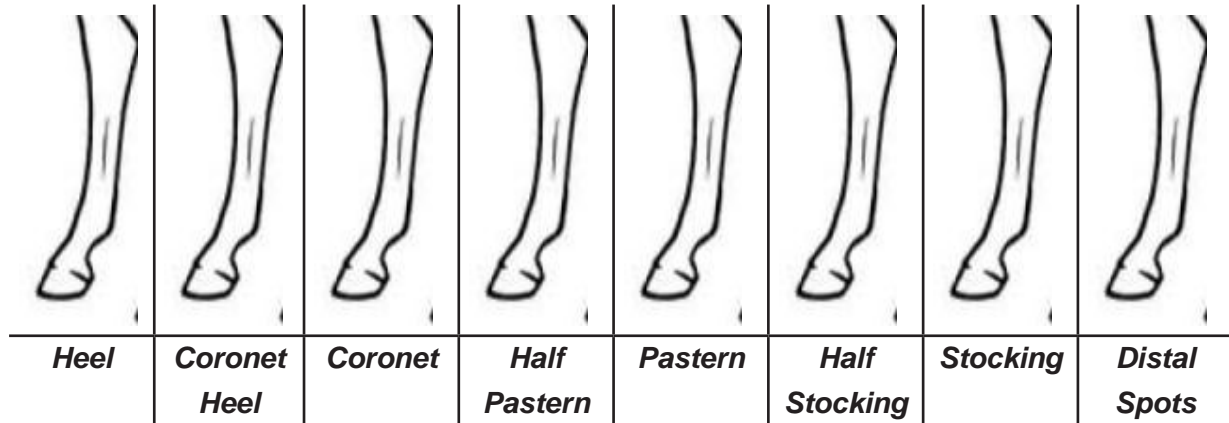 Heel
Coronet
Heel
Coronet
Half
Pastern
Pastern
Half
Stocking
Stocking
Distal
Spots